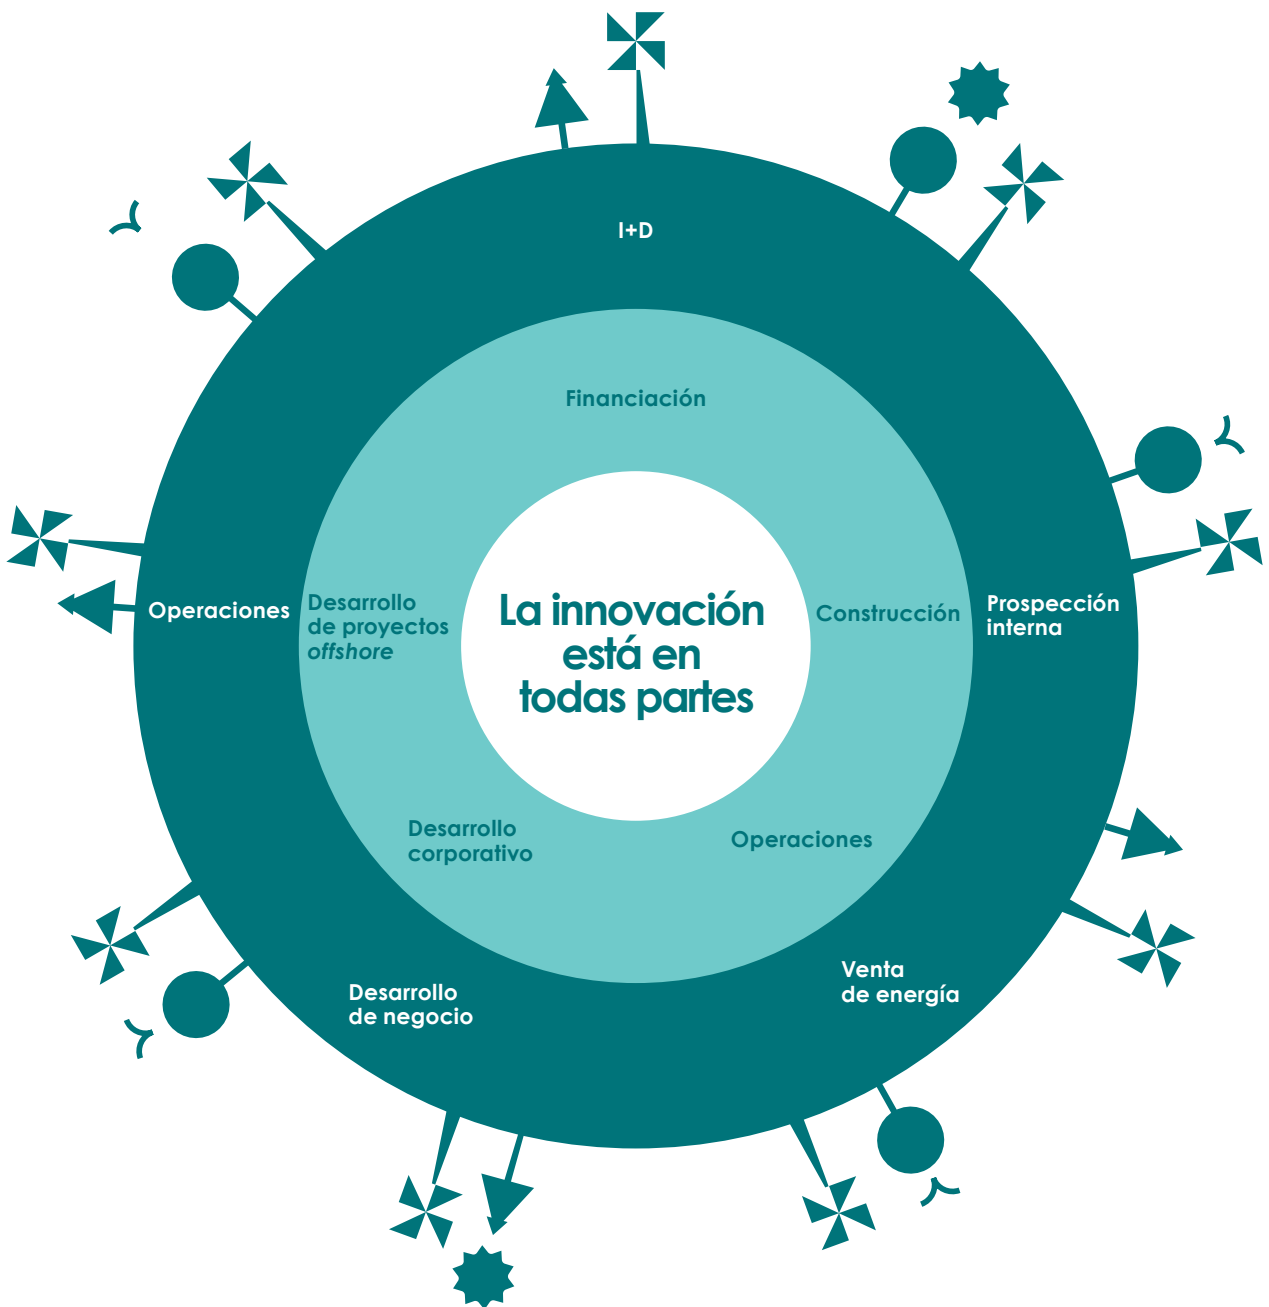 I+D
Financiación
Operaciones
Desarrollo
de proyectos
offshore
La innovación
está en
todas partes
Construcción
Prospección
interna
Desarrollo
corporativo
Operaciones
Desarrollo
de negocio
Venta
de energía